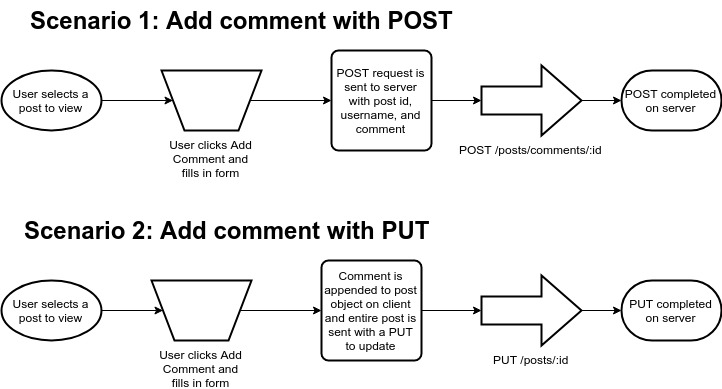 Scenario 1: Add comment with POST
User selects a
post to view
User clicks Add
Comment and
fills in form
POST request is
sent to server
with post id,
username, and
comment
POST /posts/comments/:id
POST completed
on server
Scenario 2: Add comment with PUT
User selects a
post to view
User clicks Add
Comment and
fills in form
Comment is
appended to post
object on client
and entire post is
sent with a PUT
to update
PUT /posts/:id
PUT completed
on server